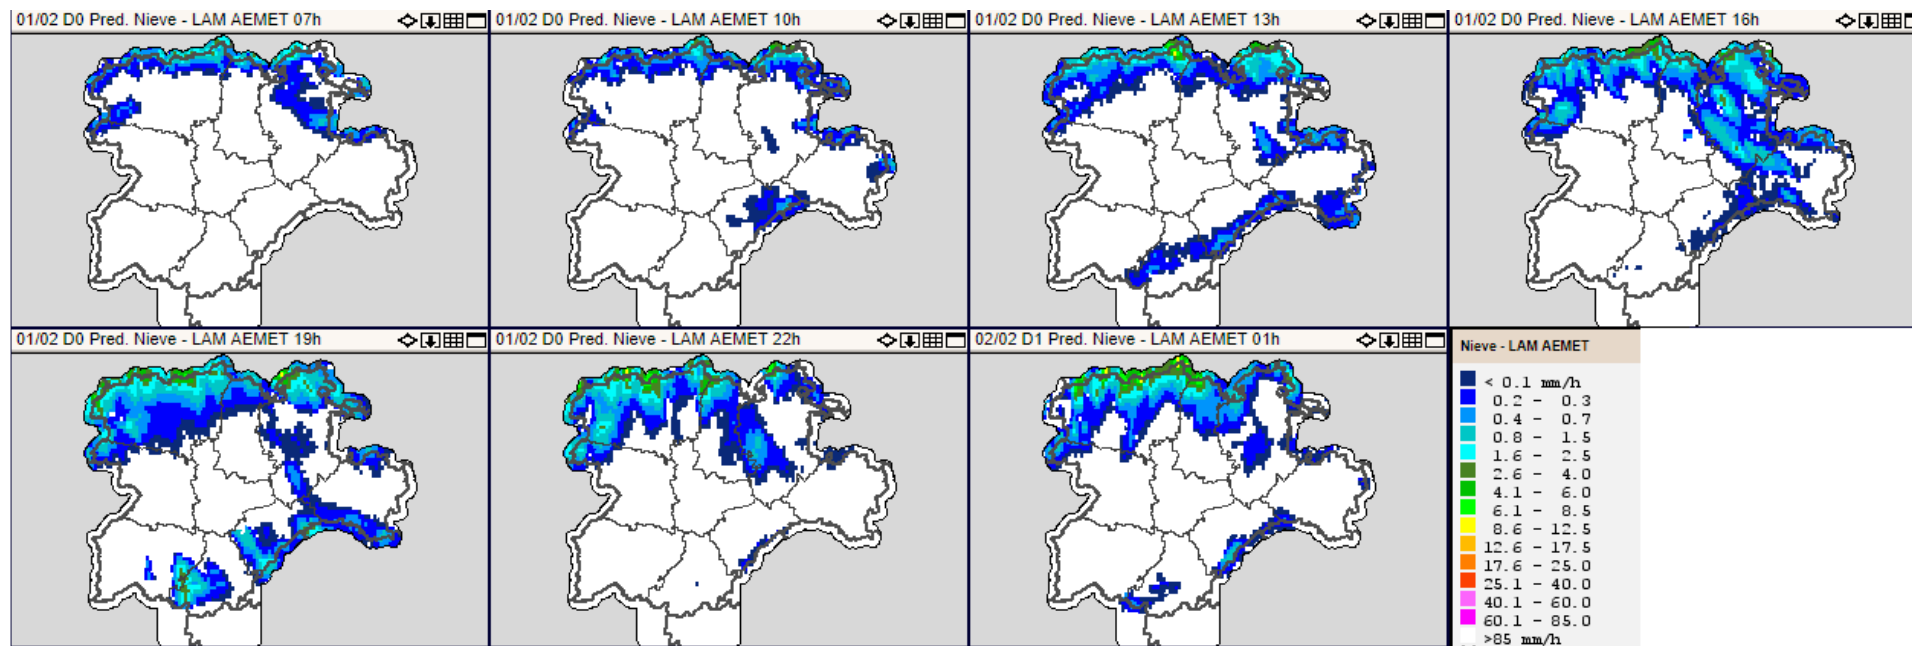 01/02 D0 Pred. Nieve - LAM AEMET 07h
01/02 D0 Pred. Nieve - LAM AEMET 10h
01/02 D0 Pred. Nieve - LAM AEMET 13h
01/02 D0 Pred. Nieve - LAM AEMET 16h
01/02 D0 Pred. Nieve - LAM AEMET 19h
01/02 D0 Pred. Nieve - LAM AEMET 22h
02/02 D1 Pred. Nieve - LAM AEMET 01h
Nieve - LAM AEMET
< 0.1 mm/h
0.2 - 0.3
0.4 - 0.7
0.8 - 1.5
1.6 - 2.5
2.6 - 4.0
4.1 - 6.0
6.1 - 8.5
8.6 - 12.5
12.6 - 17.5
17.6 - 25.0
25.1 - 40.0
40.1 - 60.0
60.1 - 85.0
>85 mm/h